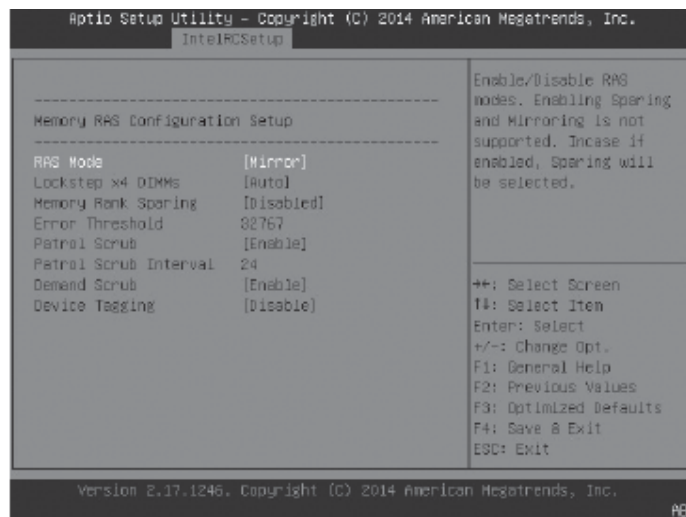 Aptio Setup Utility – Copyright (C) 2014 American Megatrends, Inc.
IntelRCSetup
Memory RAS Configuration Setup
RAS Mode [Mirror]
Lockstep x4 DIMMs [Auto]
Memory Rank Sparing [Disabled]
Error Threshold 32767
Patrol Scrub [Enable]
Patrol Scrub Interval 24
Demand Scrub [Enable]
Device Tagging [Disable]
Enable/Disable RAS
modes. Enabling Sparing
and Mirroring is not
supported. Incase if
enabled, Sparing will
be selected.
→←: Select Screen
↑↓: Select Item
Enter: Select
+/-: Change Opt.
F1: General Help
F2: Previous Values
F3: Optimized Defaults
F4: Save & Exit
ESC: Exit
Version 2.17.1246. Copyright (C) 2014 American Megatrends, Inc.
AB